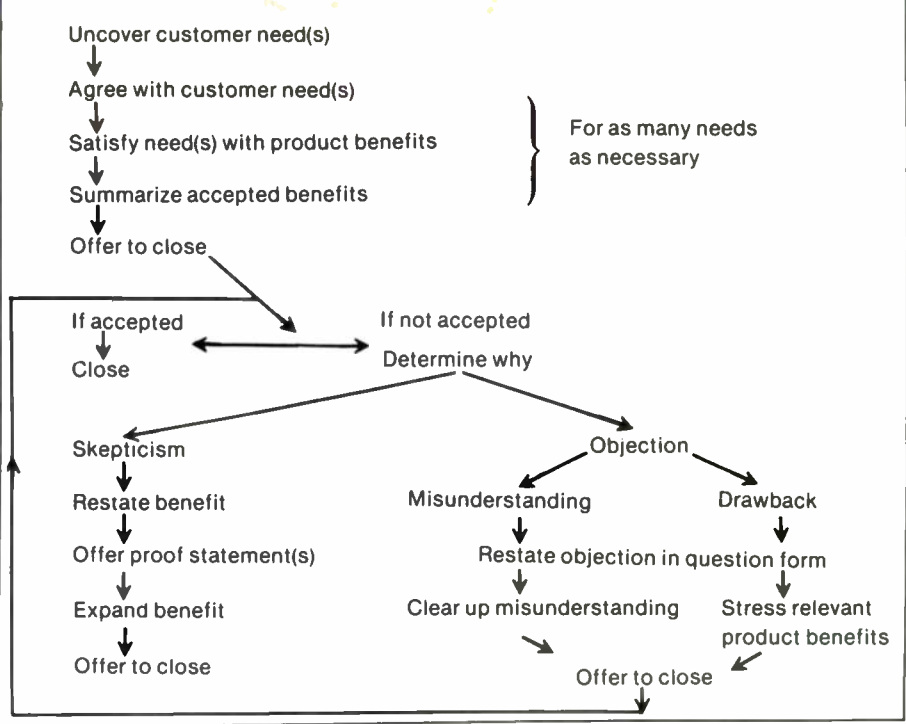 Uncover customer need(s)
Agree with customer need(s)
Satisfy need(s) with product benefits
Summarize accepted benefits
For as many needs
as necessary
Offer to close
If accepted
Close
If not accepted
Determine why
Skepticism
Restate benefit
Offer proof statement(s)
Expand benefit
Offer to close
Objection
Misunderstanding
Drawback
Restate objection in question form
Clear up misunderstanding
Stress relevant
product benefits
Offer to close